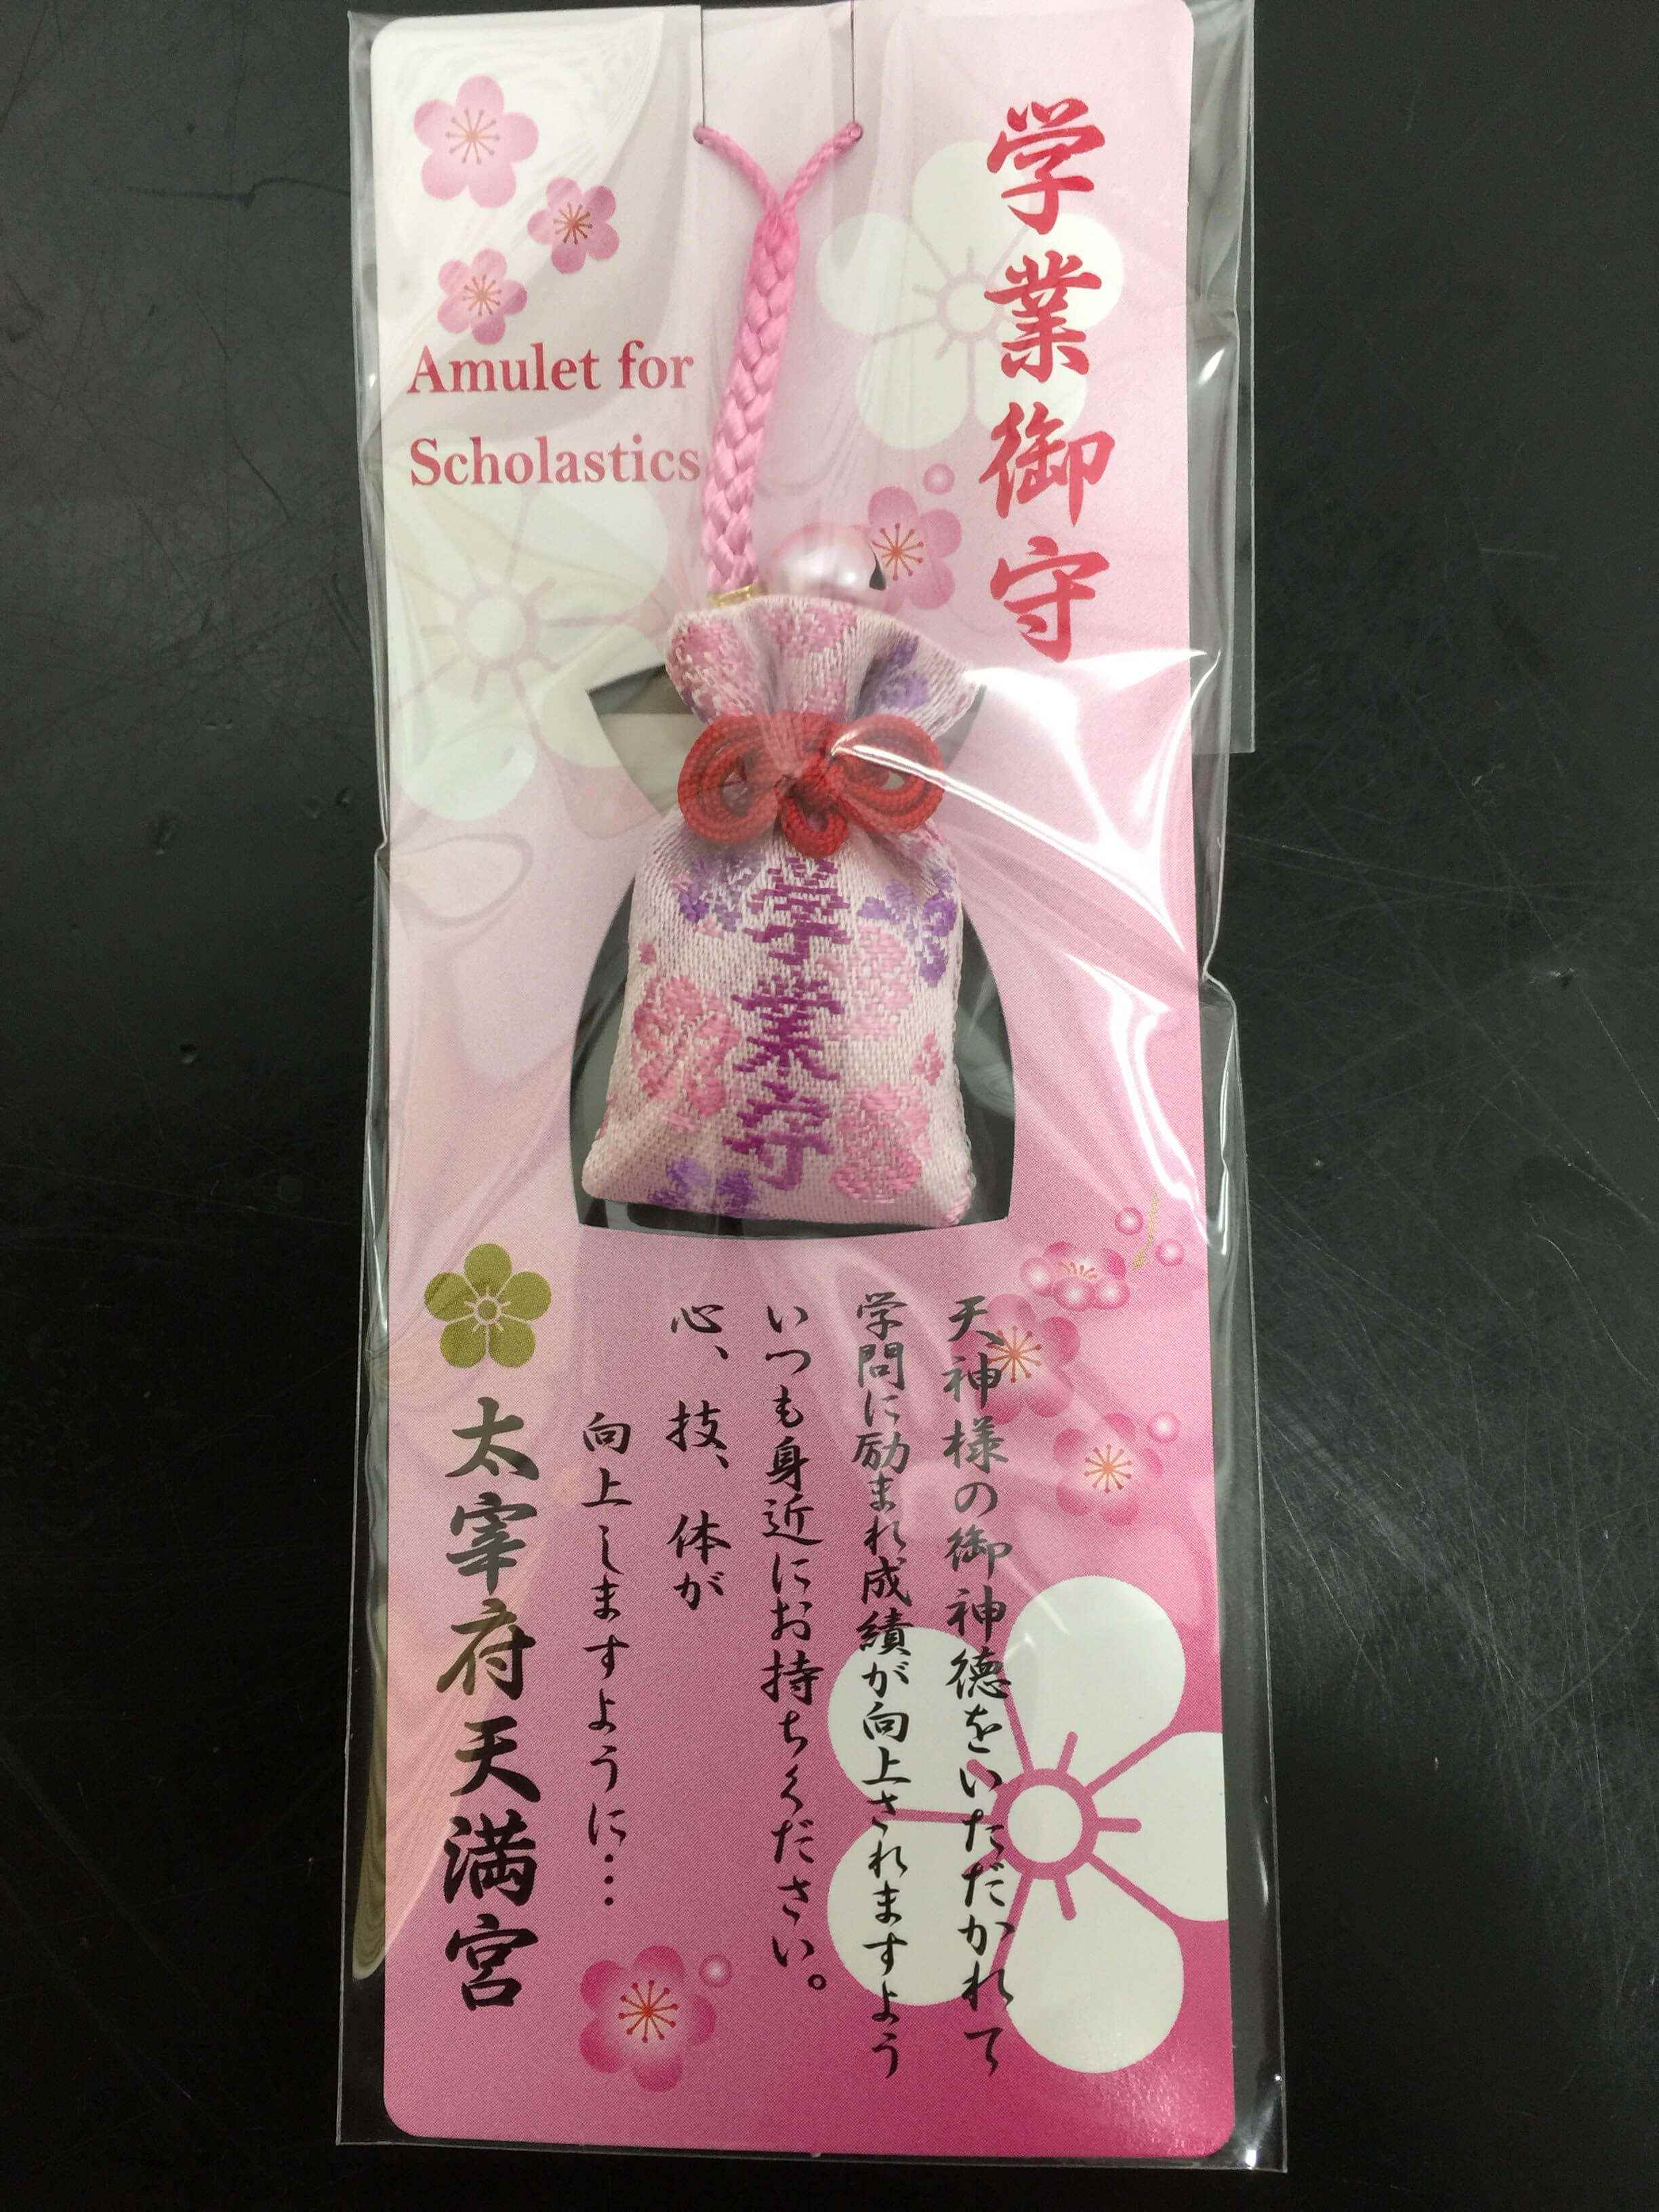 学業御守
Amulet for
Scholastics
学業御守
天神様の御神徳をいただかれて
学問に励まれ成績が向上されますよう
いつも身近にお持ちください。
心、技、体が
向上しますように…
太宰府天満宮